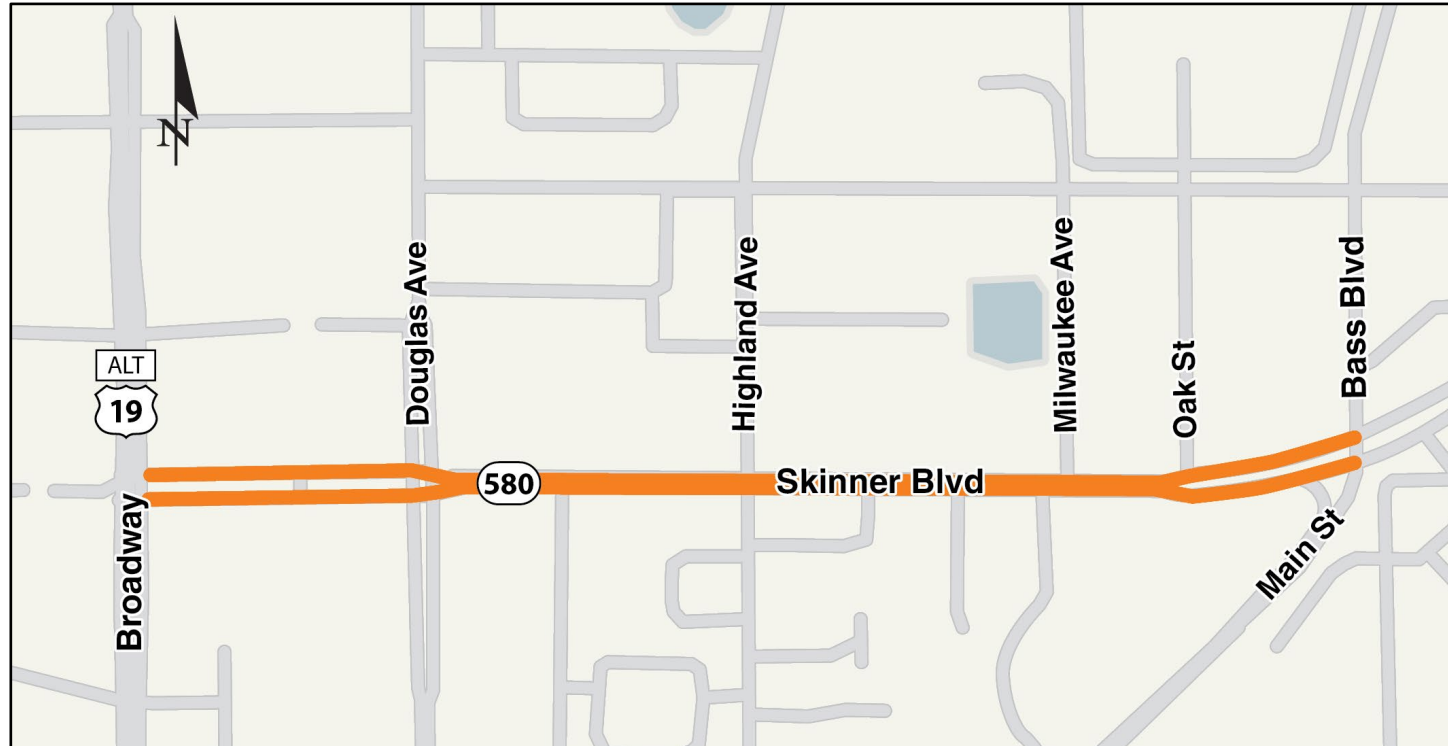 N
ALT
19
Broadway
Douglas Ave
580
Highland Ave
Skinner Blvd
Milwaukee Ave
Oak St
Bass Blvd
Main St